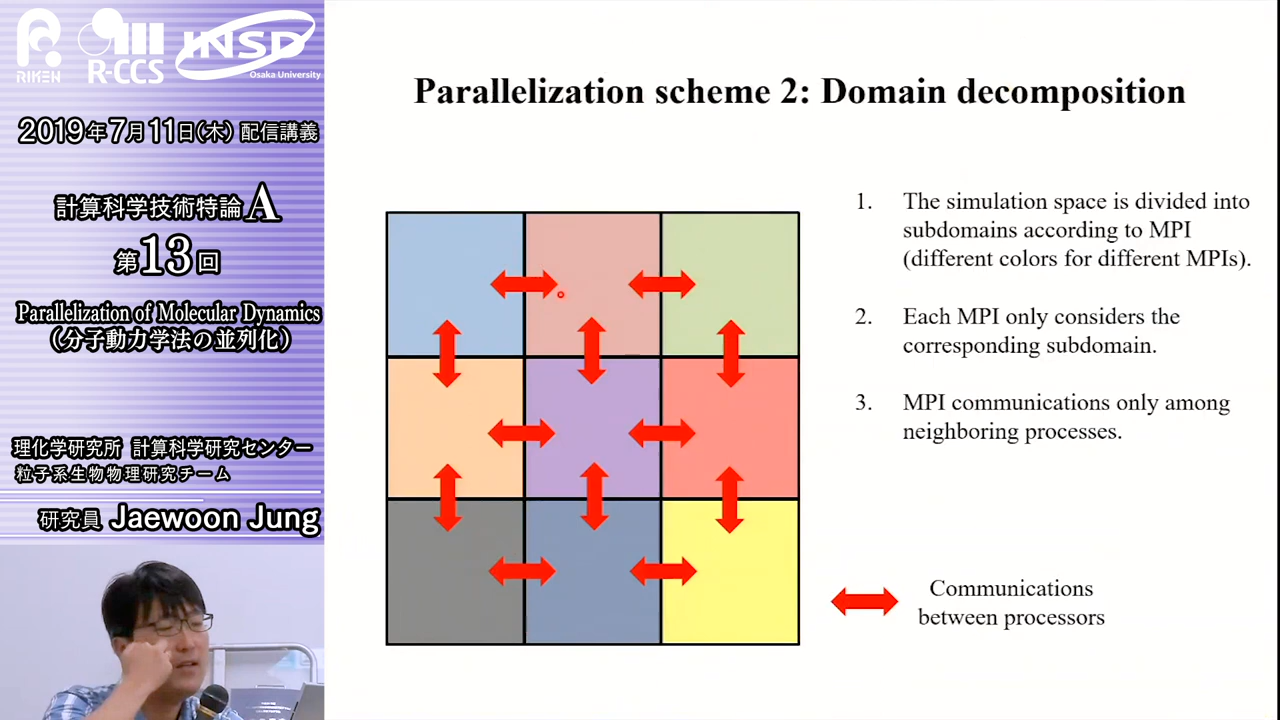 RIKEN
R-CCS
INSD
Osaka University
2019年7月11日(木) 配信講義
計算科学技術特論A
第13回
Parallelization of Molecular Dynamics
(分子動力学法の並列化)
理化学研究所 計算科学研究センター
粒子系生物物理研究チーム
研究員 Jaewoon Jung
Parallelization scheme 2: Domain decomposition
1. The simulation space is divided into
subdomains according to MPI
(different colors for different MPIs).
2. Each MPI only considers the
corresponding subdomain.
3. MPI communications only among
neighboring processes.
Communications
between processors